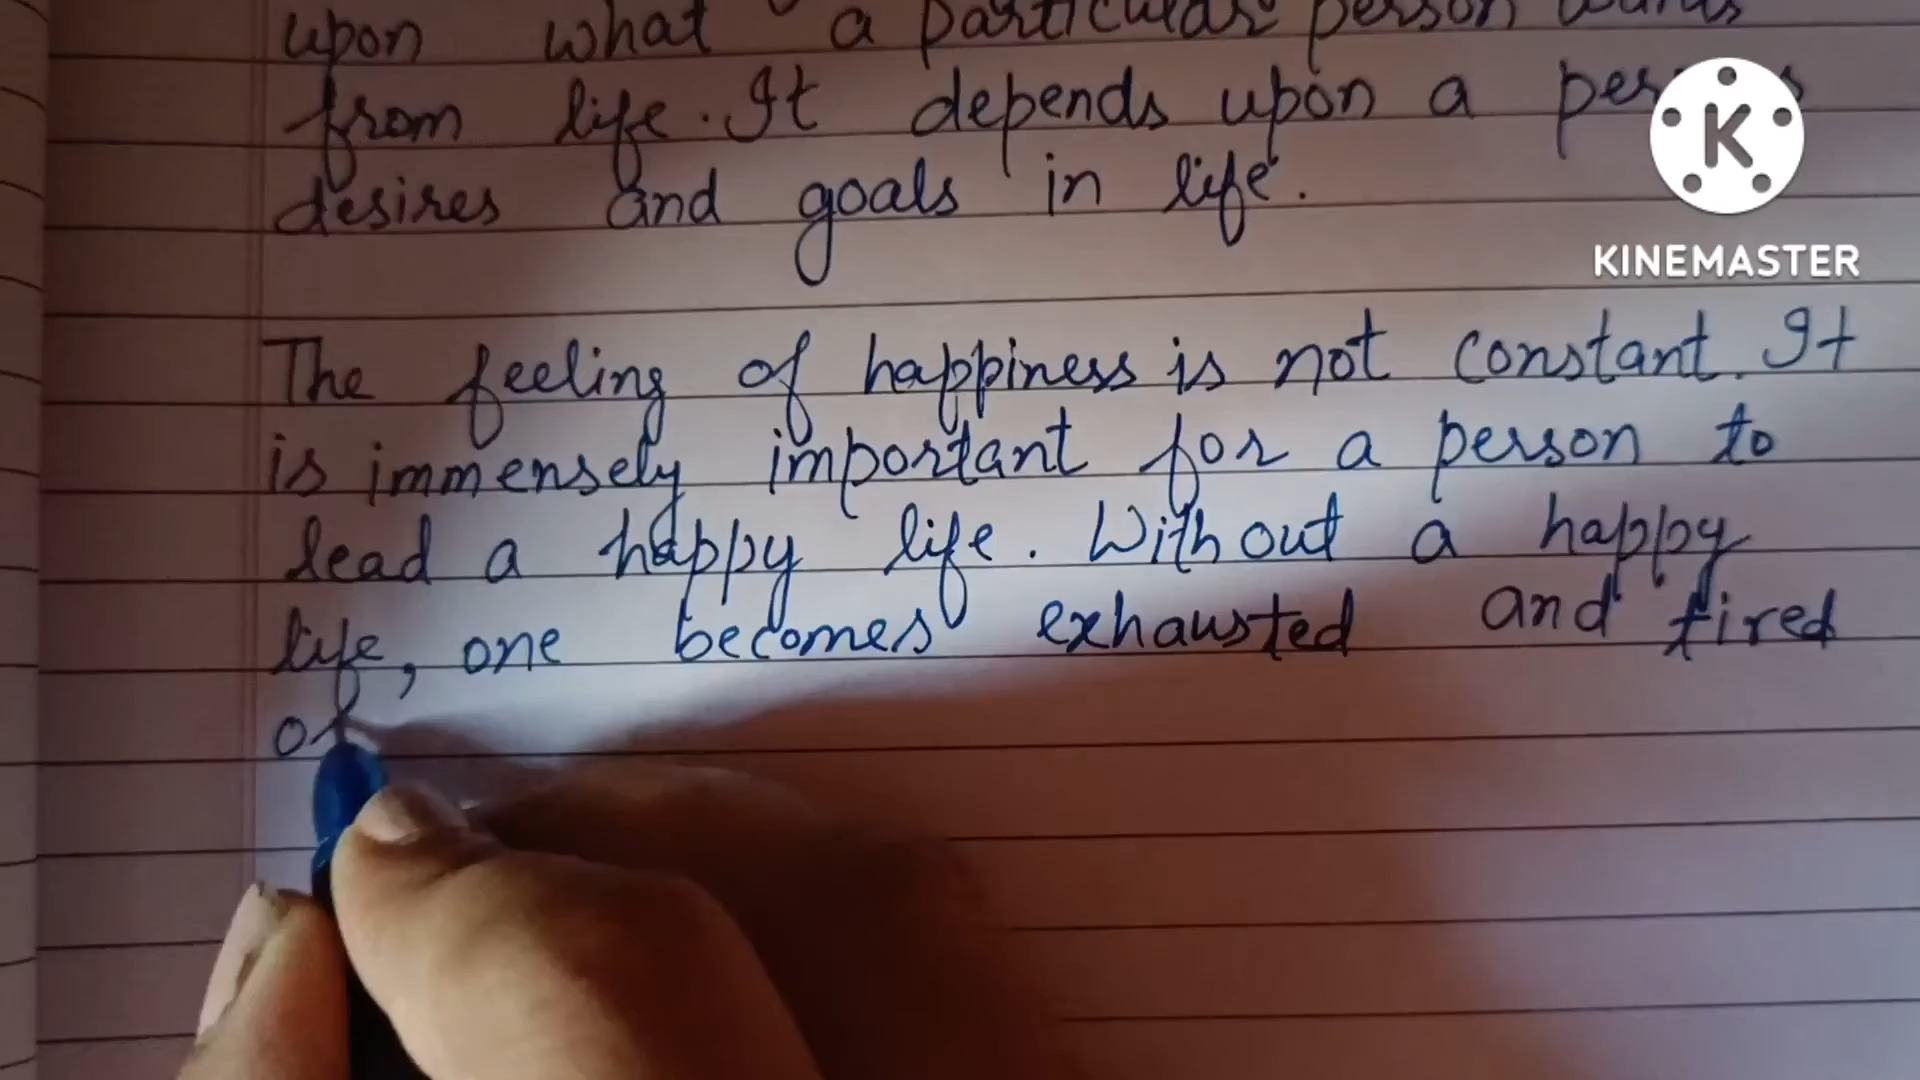 upon what a particular person wants
from life. It depends upon a
desires and goals in life.
The feeling of happiness is not constant. It
is immensely important for a person to
lead a happy life. Without a happy
life, one becomes exhausted and tired
of
K
KINEMASTER